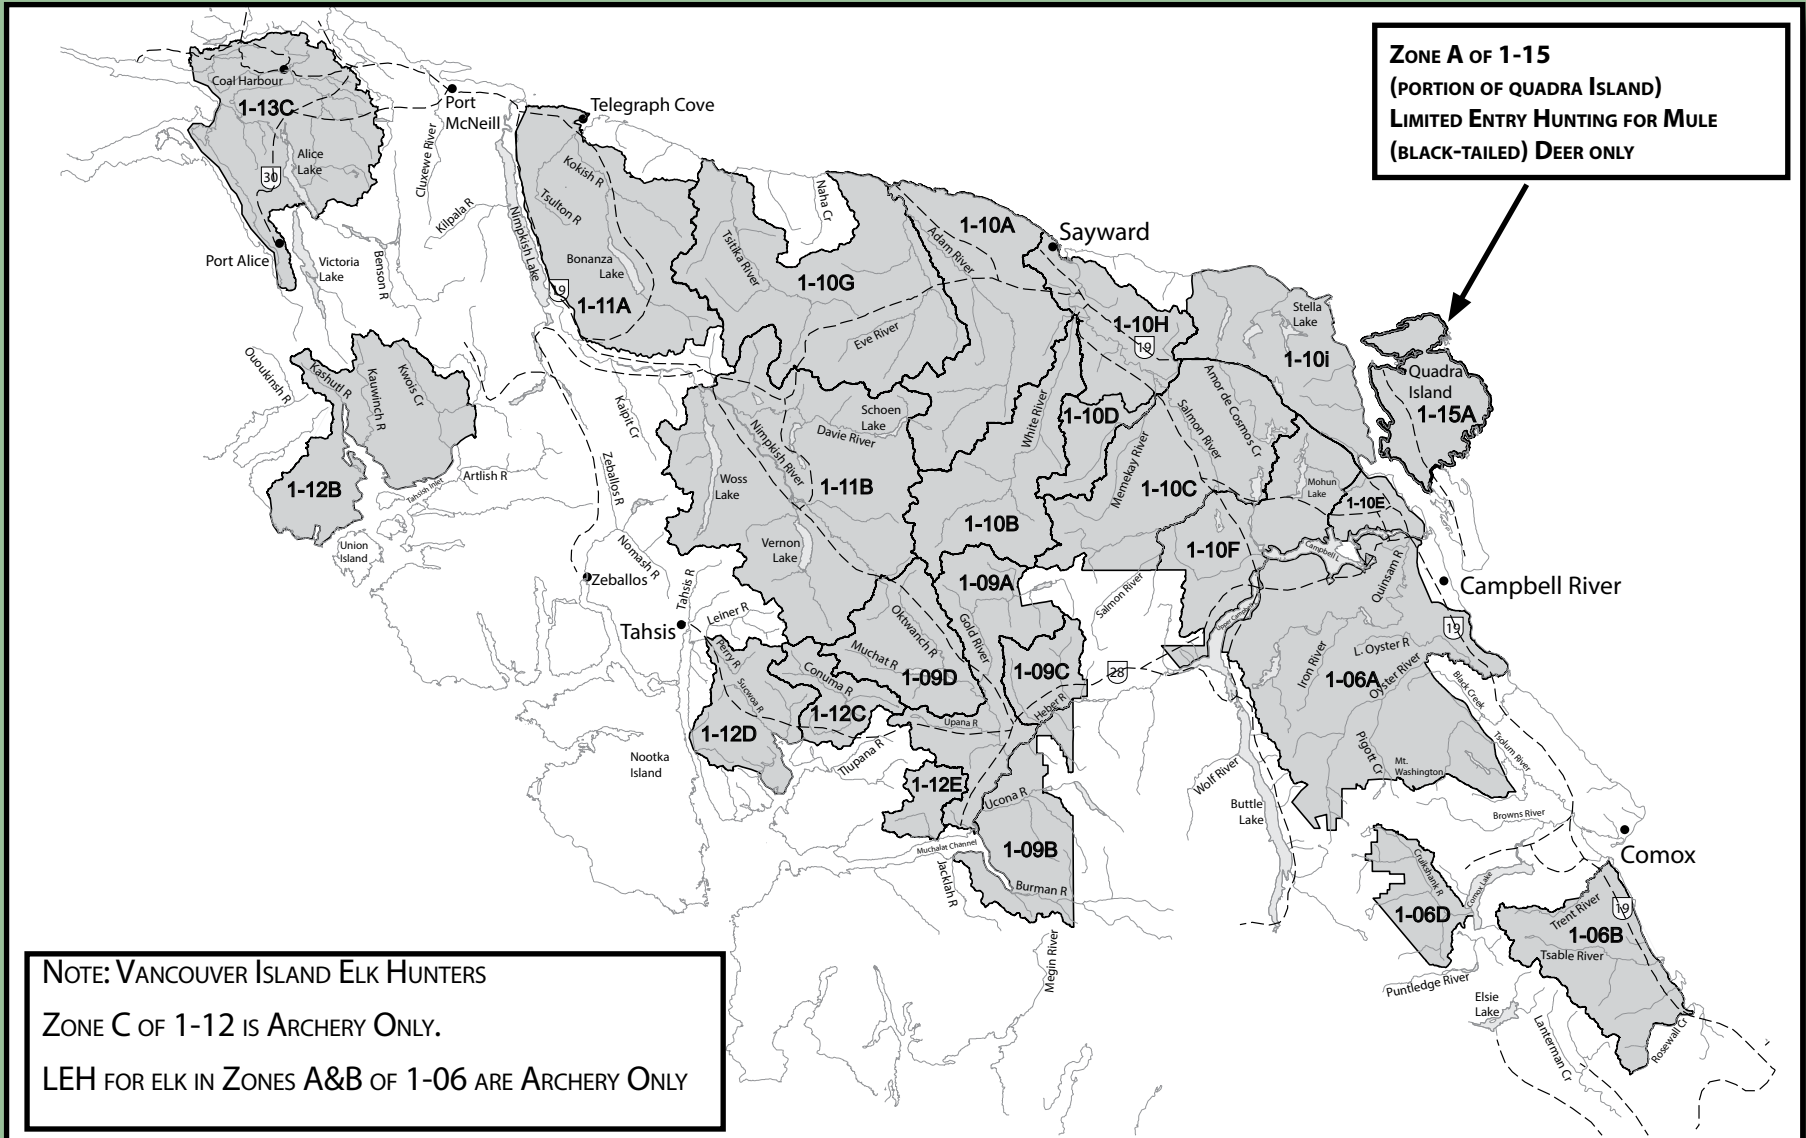 ZONE A OF 1-15
(PORTION OF QUADRA ISLAND)
LIMITED ENTRY HUNTING FOR MULE
(BLACK-TAILED) DEER ONLY
Coal Harbour
1-13C
Alice
Lake
30
Port Alice
Victoria
Lake
Benson R
Port
McNeill
Cluxewe River
Kilpala R
Nimpkish Lake
Telegraph Cove
Kokish R
Tsulton R
Bonanza
Lake
19
1-11A
Tsitika River
Naha Cr
1-10G
Eve River
1-10A
Adam River
Sayward
1-10H
19
Stella
Lake
1-10i
Quadra
Island
1-15A
Ououkinsh R
Kashutl R
Kauwinch R
Kwois Cr
1-12B
Tahsish Inlet
Artlish R
Union
Island
Kaipit Cr
Zeballos R
Nomash R
Zeballos
Woss
Lake
Nimpkish River
Schoen
Lake
Davie River
1-11B
Vernon
Lake
White River
1-10D
1-10B
Memekay River
Salmon River
Amor de Cosmos Cr
1-10C
Mohun
Lake
1-10E
1-10F
Campbell L
Quinsam R
Campbell River
Tahsis R
Leiner R
Tahsis
Perry R
Sucwoa R
Conuma R
Muchat R
Oktwanch R
1-09D
1-09A
Gold River
1-09C
Heber R
28
Salmon River
Upper Campbell
Iron River
L. Oyster R
1-06A
Oyster River
19
Black Creek
Tsolum River
1-12C
1-12D
Upana R
Tlupana R
Nootka
Island
1-12E
Ucona R
1-09B
Muchalat Channel
Jacklah R
Burman R
Megin River
Wolf River
Buttle
Lake
Pigott Cr
Mt.
Washington
Browns River
Comox
Cruikshank R
Comox Lake
1-06D
Puntledge River
Trent River
19
1-06B
Tsable River
Elsie
Lake
Lanterman Cr
Rosewall Cr
NOTE: VANCOUVER ISLAND ELK HUNTERS
ZONE C OF 1-12 IS ARCHERY ONLY.
LEH FOR ELK IN ZONES A&B OF 1-06 ARE ARCHERY ONLY